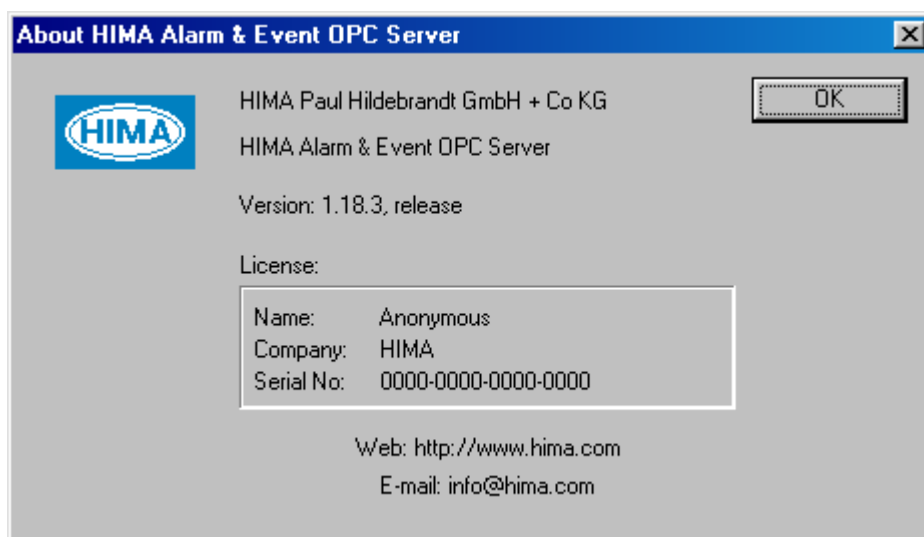 About HIMA Alarm & Event OPC Server
HIMA
HIMA Paul Hildebrandt GmbH + Co KG
OK
HIMA Alarm & Event OPC Server
Version: 1.18.3, release
License:
Name: Anonymous
Company: HIMA
Serial No: 0000-0000-0000-0000
Web: http://www.hima.com
E-mail: info@hima.com